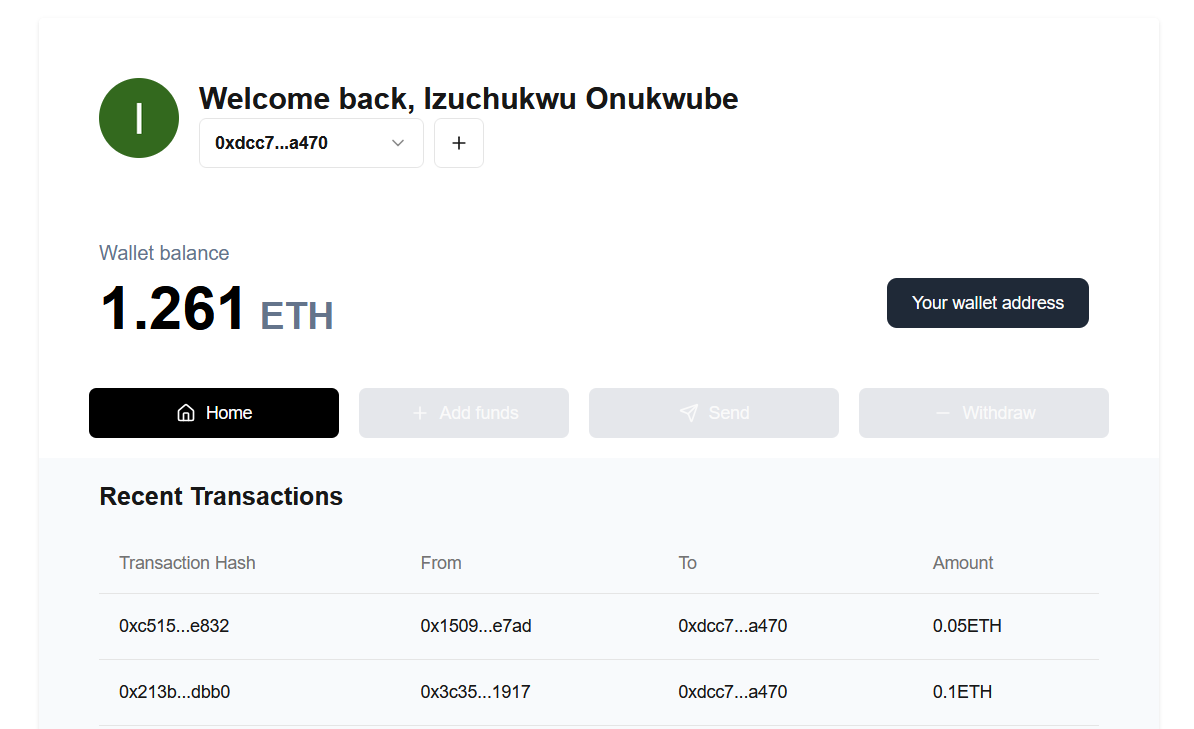 I
Welcome back, Izuchukwu Onukwube
0xdcc7...a470
Wallet balance
1.261 ETH
Your wallet address
Home
Add funds
Send
Withdraw
Recent Transactions
Transaction Hash From To Amount
0xc515...e832 0x1509...e7ad 0xdcc7...a470 0.05ETH
0x213b...dbb0 0x3c35...1917 0xdcc7...a470 0.1ETH